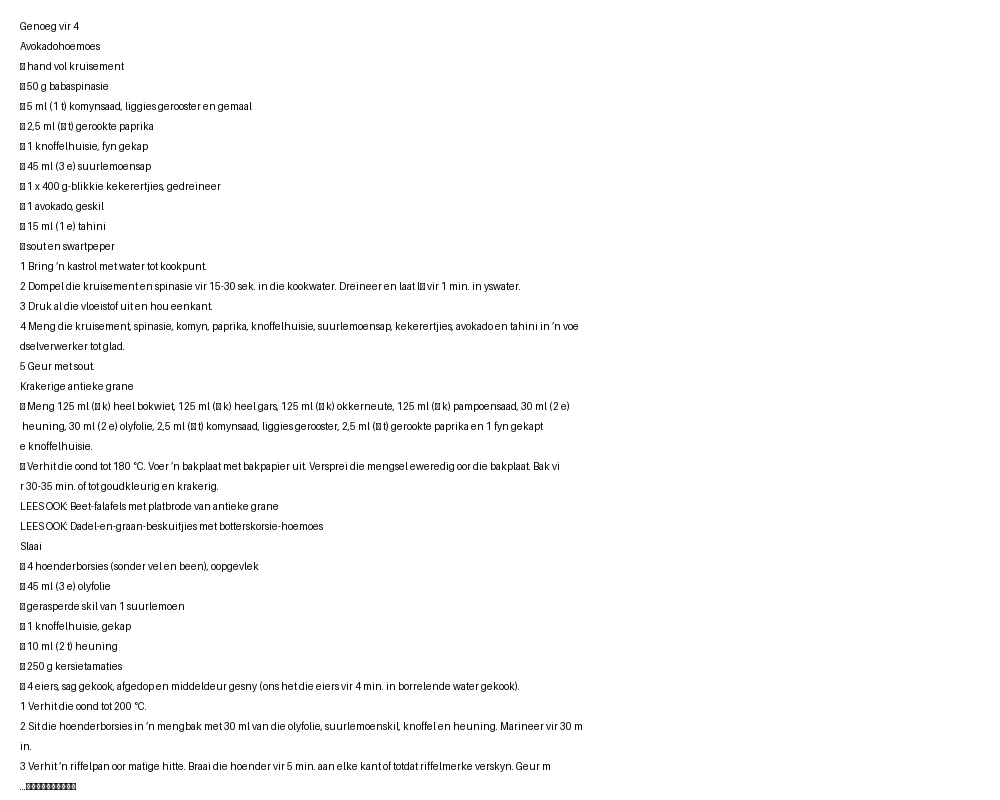 Genoeg vir 4
Avokadohoemoes
hand vol kruisement
50 g babaspinasie
5 ml (1 t) komynsaad, liggies gerooster en gemaal
2,5 ml ( t) gerookte paprika
1 knoffelhuisie, fyn gekap
45 ml (3 e) suurlemoensap
1 x 400 g-blikkie kekerertjies, gedreineer
1 avokado, geskil
15 ml (1 e) tahini
sout en swartpeper
1 Bring ’n kastrol met water tot kookpunt.
2 Dompel die kruisement en spinasie vir 15-30 sek. in die kookwater. Dreineer en laat vir 1 min. in yswater.
3 Druk al die vloeistof uit en hou eenkant.
4 Meng die kruisement, spinasie, komyn, paprika, knoffelhuisie, suurlemoensap, kekerertjies, avokado en tahini in ’n voe
dselverwerker tot glad.
5 Geur met sout.
Krakerige antieke grane
Meng 125 ml ( k) heel bokwiet, 125 ml ( k) heel gars, 125 ml ( k) okkerneute, 125 ml ( k) pampoensaad, 30 ml (2 e)
heuning, 30 ml (2 e) olyfolie, 2,5 ml ( t) komynsaad, liggies gerooster, 2,5 ml ( t) gerookte paprika en 1 fyn gekapt
e knoffelhuisie.
Verhit die oond tot 180 °C. Voer ’n bakplaat met bakpapier uit. Versprei die mengsel eweredig oor die bakplaat. Bak vi
r 30-35 min. of tot goudkleurig en krakerig.
LEES OOK: Beet-falafels met platbrode van antieke grane
LEES OOK: Dadel-en-graan-beskuitjies met botterskorsie-hoemoes
Slaai
4 hoenderborsies (sonder vel en been), oopgevlek
45 ml (3 e) olyfolie
gerasperde skil van 1 suurlemoen
1 knoffelhuisie, gekap
10 ml (2 t) heuning
250 g kersietamaties
4 eiers, sag gekook, afgedop en middeldeur gesny (ons het die eiers vir 4 min. in borrelende water gekook).
1 Verhit die oond tot 200 °C.
2 Sit die hoenderborsies in ’n mengbak met 30 ml van die olyfolie, suurlemoenskil, knoffel en heuning. Marineer vir 30 m
in.
3 Verhit ’n riffelpan oor matige hitte. Braai die hoender vir 5 min. aan elke kant of totdat riffelmerke verskyn. Geur m
...